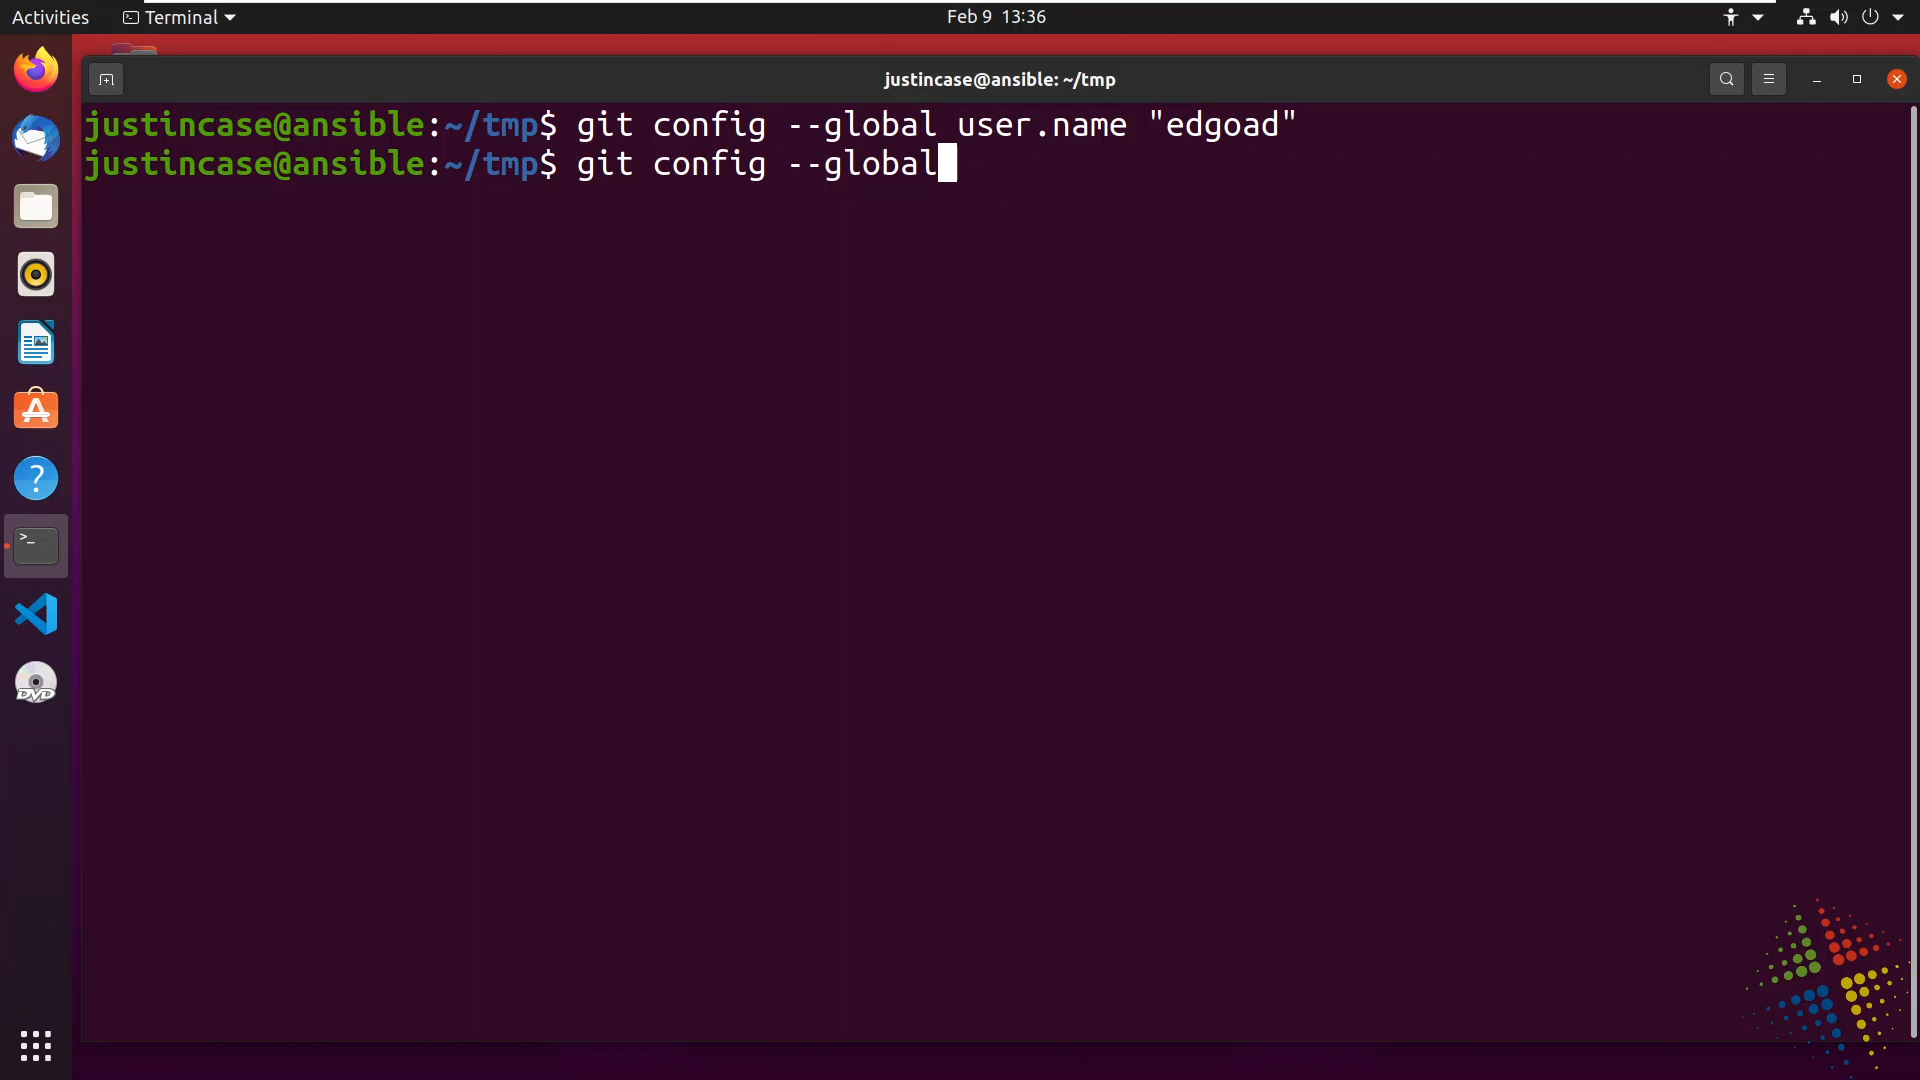 Activities Terminal Feb 9 13:36
justincase@ansible: ~/tmp
justincase@ansible:~/tmp$ git config --global user.name "edgoad"
justincase@ansible:~/tmp$ git config --global
>_
DVD